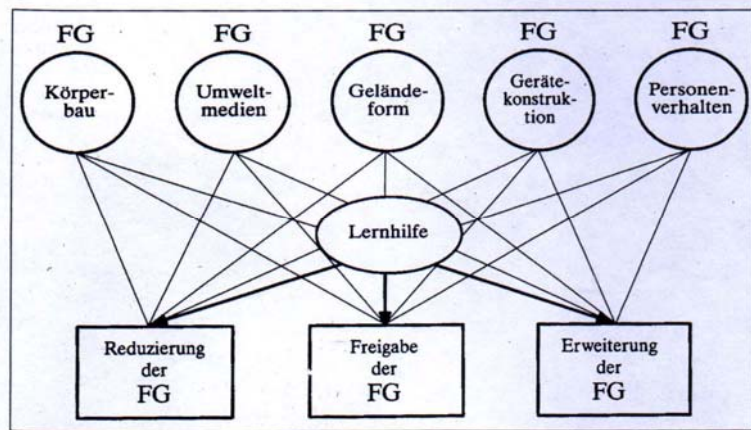 FG FG FG FG FG
Körper-
bau
Umwelt-
medien
Gelände-
form
Geräte-
konstruk-
tion
Personen-
verhalten
Lernhilfe
Reduzierung
der
FG
Freigabe
der
FG
Erweiterung
der
FG